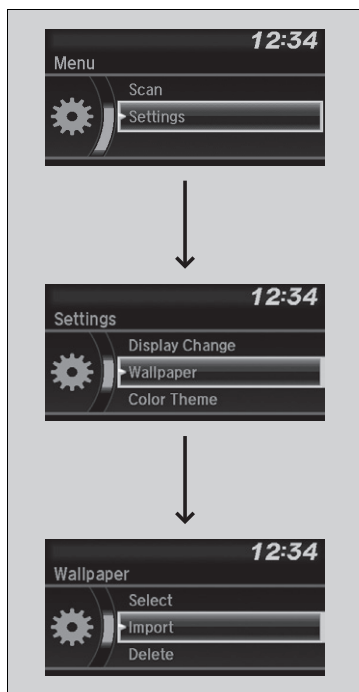 12:34
Menu
Scan
Settings
12:34
Settings
Display Change
Wallpaper
Color Theme
12:34
Wallpaper
Select
Import
Delete